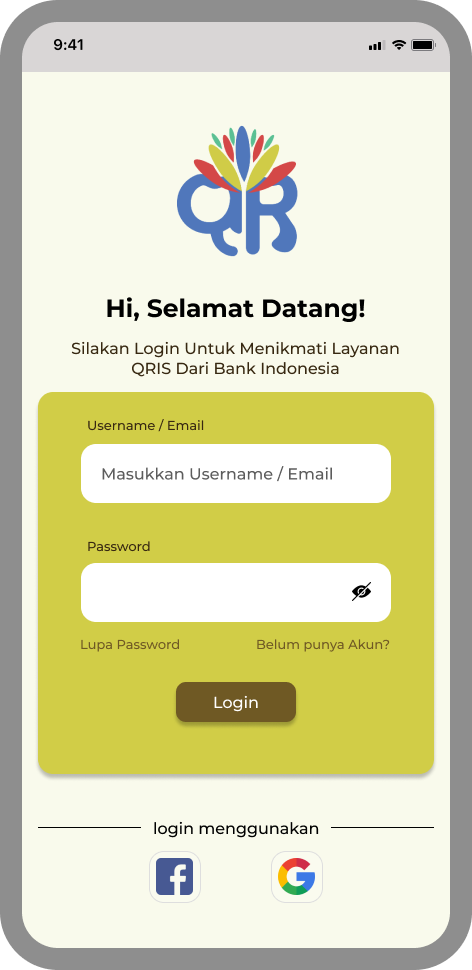 9:41
QR
Hi, Selamat Datang!
Silakan Login Untuk Menikmati Layanan
QRIS Dari Bank Indonesia
Username / Email
Masukkan Username / Email
Password
Lupa Password Belum punya Akun?
Login
login menggunakan